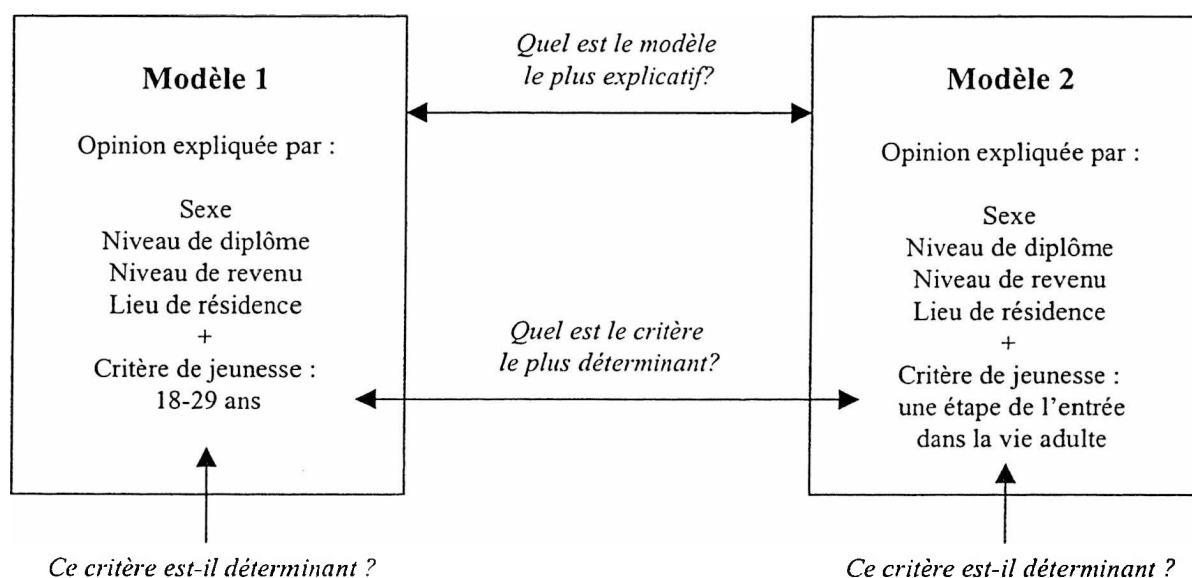 Modèle 1
Opinion expliquée par :
Sexe
Niveau de diplôme
Niveau de revenu
Lieu de résidence
+
Critère de jeunesse :
18-29 ans
Ce critère est-il déterminant ?
Quel est le modèle
le plus explicatif?
Quel est le critère
le plus déterminant?
Modèle 2
Opinion expliquée par :
Sexe
Niveau de diplôme
Niveau de revenu
Lieu de résidence
+
Critère de jeunesse :
une étape de l'entrée
dans la vie adulte
Ce critère est-il déterminant ?